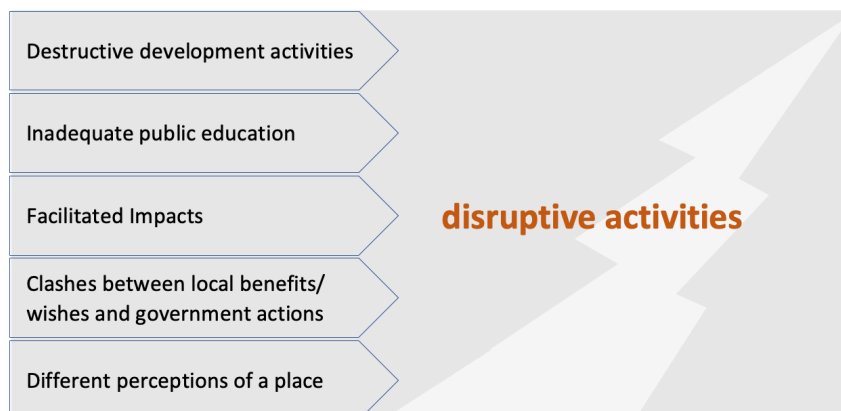 Destructive development activities
Inadequate public education
Facilitated Impacts
Clashes between local benefits/
wishes and government actions
Different perceptions of a place
disruptive activities